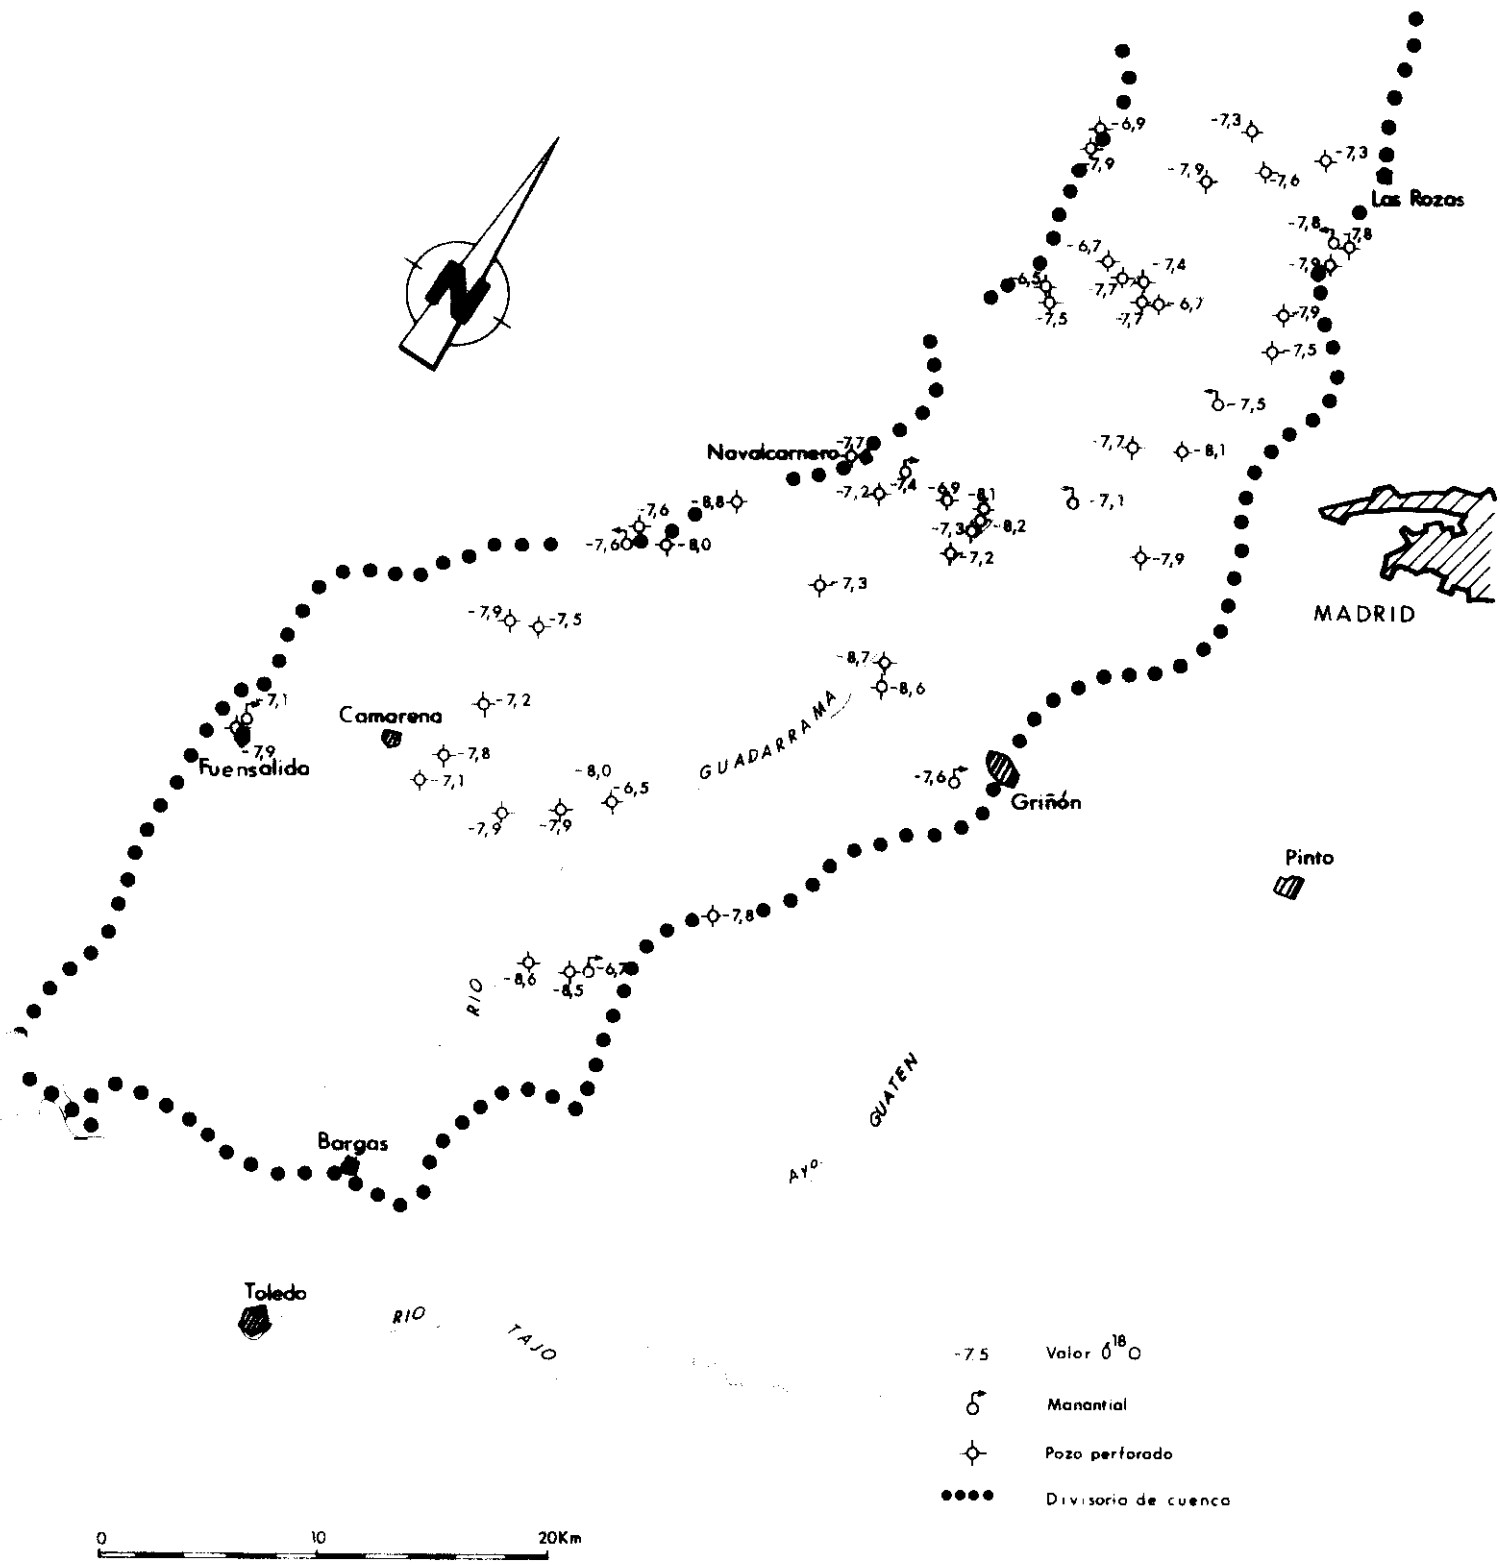 -6,9
-7,3
-7,9
-7,3
-7,9
-7,6
Las Rozas
-7,8
-7,8
-6,7
-7,4
-7,9
-6,5
-7,7
-7,5
-7,7
-6,7
-7,9
-7,5
-7,5
N
Navalcarnero
-7,7
-7,7
-8,1
-7,4
-7,2
-6,9
-8,1
-7,1
-8,8
-7,6
-7,3
-8,2
-7,6
-8,0
-7,2
-7,9
-7,3
MADRID
-7,9
-7,5
-8,7
-8,6
-7,1
-7,2
Camarena
GUADARRAMA
-7,9
Fuensalida
-7,8
-7,1
-8,0
-6,5
-7,6
Griñón
-7,9
-7,9
Pinto
-7,8
-8,6
-8,5
-6,7
RIO
GUATEN
AYO.
Bargas
Toledo
RIO
TAJO
-7.5 Valor δ18O
Manantial
Pozo perforado
Divisoria de cuenca
0 10 20Km